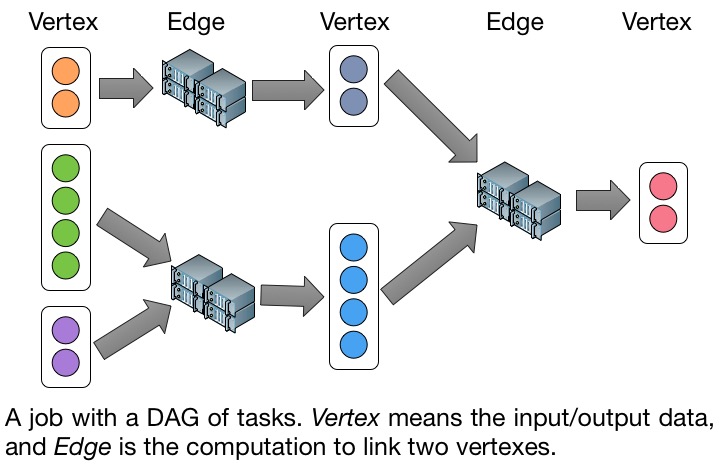 Vertex Edge Vertex Edge Vertex
A job with a DAG of tasks. Vertex means the input/output data,
and Edge is the computation to link two vertexes.